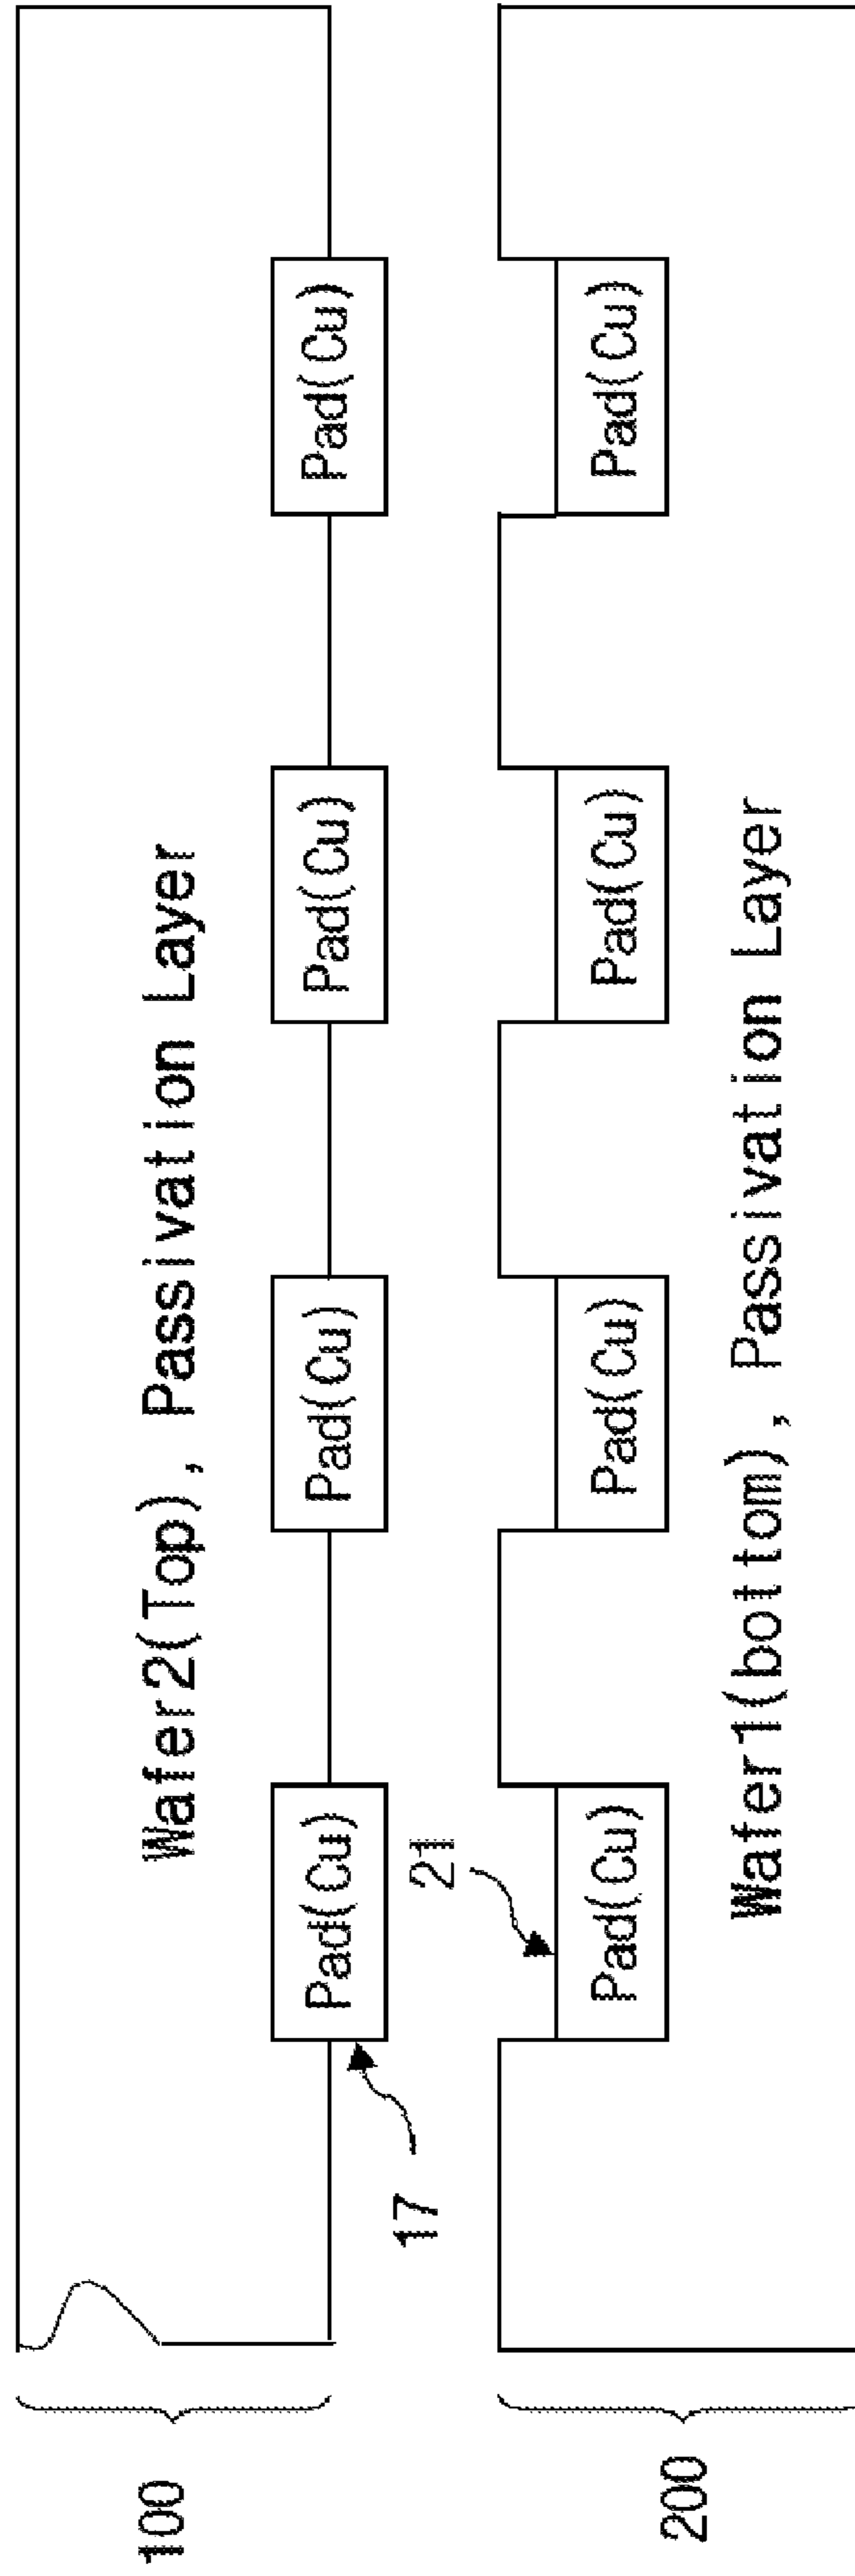 100
Wafer2(Top), Passivation Layer
Pad(Cu)
Pad(Cu)
Pad(Cu)
Pad(Cu)
17
21
200
Pad(Cu)
Pad(Cu)
Pad(Cu)
Pad(Cu)
Wafer1(bottom), Passivation Layer